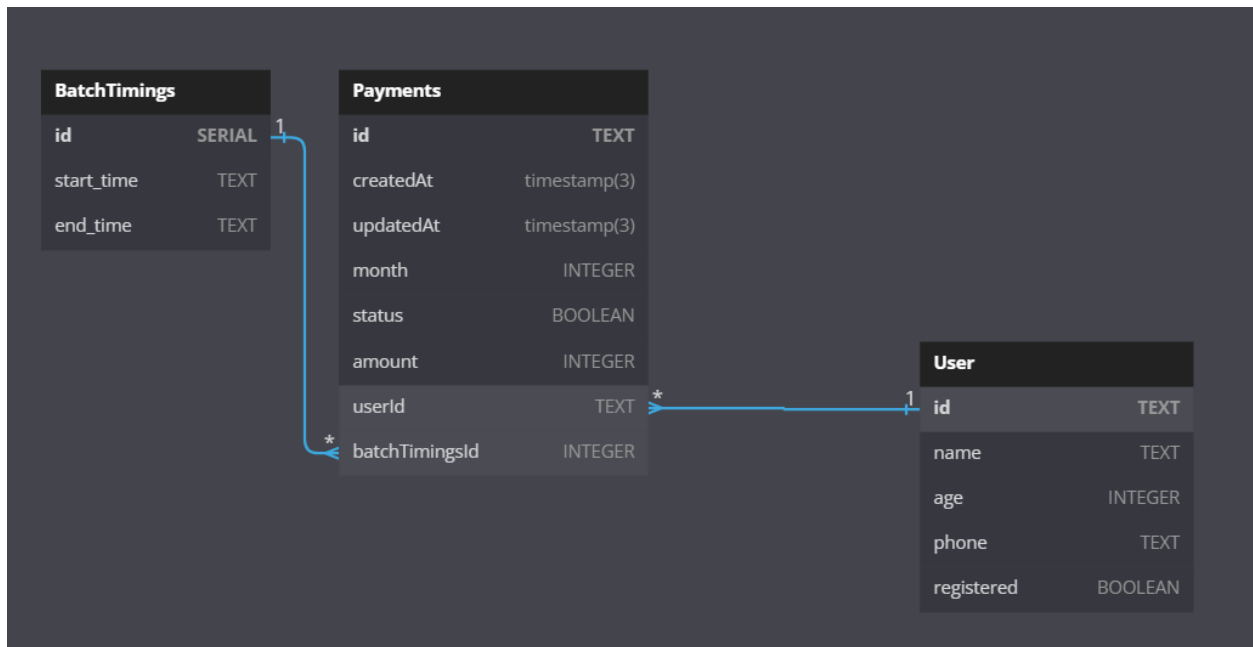 BatchTimings
id SERIAL 1
start_time TEXT
end_time TEXT
Payments
id TEXT
createdAt timestamp(3)
updatedAt timestamp(3)
month INTEGER
status BOOLEAN
amount INTEGER
userId TEXT *
* batchTimingsId INTEGER
User
1 id TEXT
name TEXT
age INTEGER
phone TEXT
registered BOOLEAN